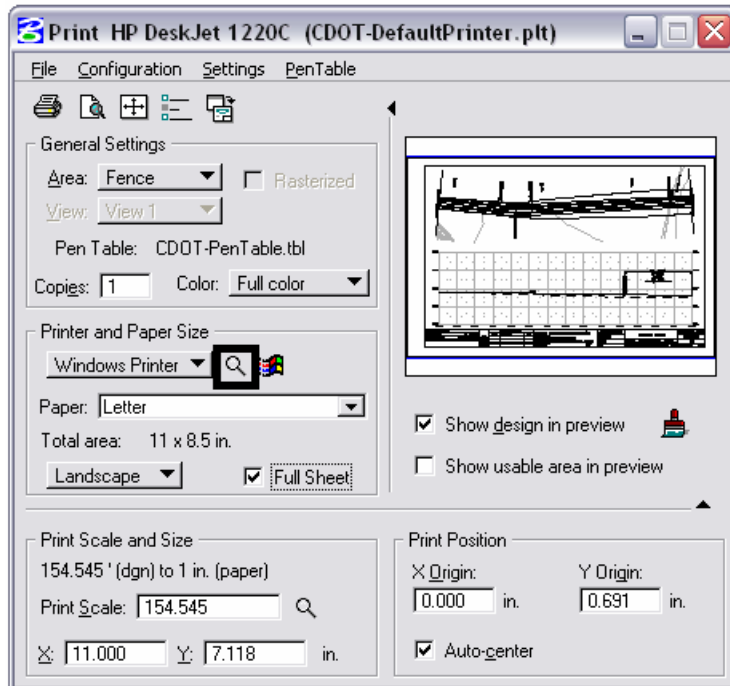 Print HP DeskJet 1220C (CDOT-DefaultPrinter.plt)
File Configuration Settings PenTable
General Settings
Area: Fence
Rasterized
View: View 1
Pen Table: CDOT-PenTable.tbl
Copies: 1 Color: Full color
Printer and Paper Size
Windows Printer
Paper: Letter
Total area: 11 x 8.5 in.
Landscape
Full Sheet
Show design in preview
Show usable area in preview
Print Scale and Size
154.545 ' (dgn) to 1 in. (paper)
Print Scale: 154.545
X: 11.000 Y: 7.118 in.
Print Position
X Origin: Y Origin:
0.000 in. 0.691 in.
Auto-center